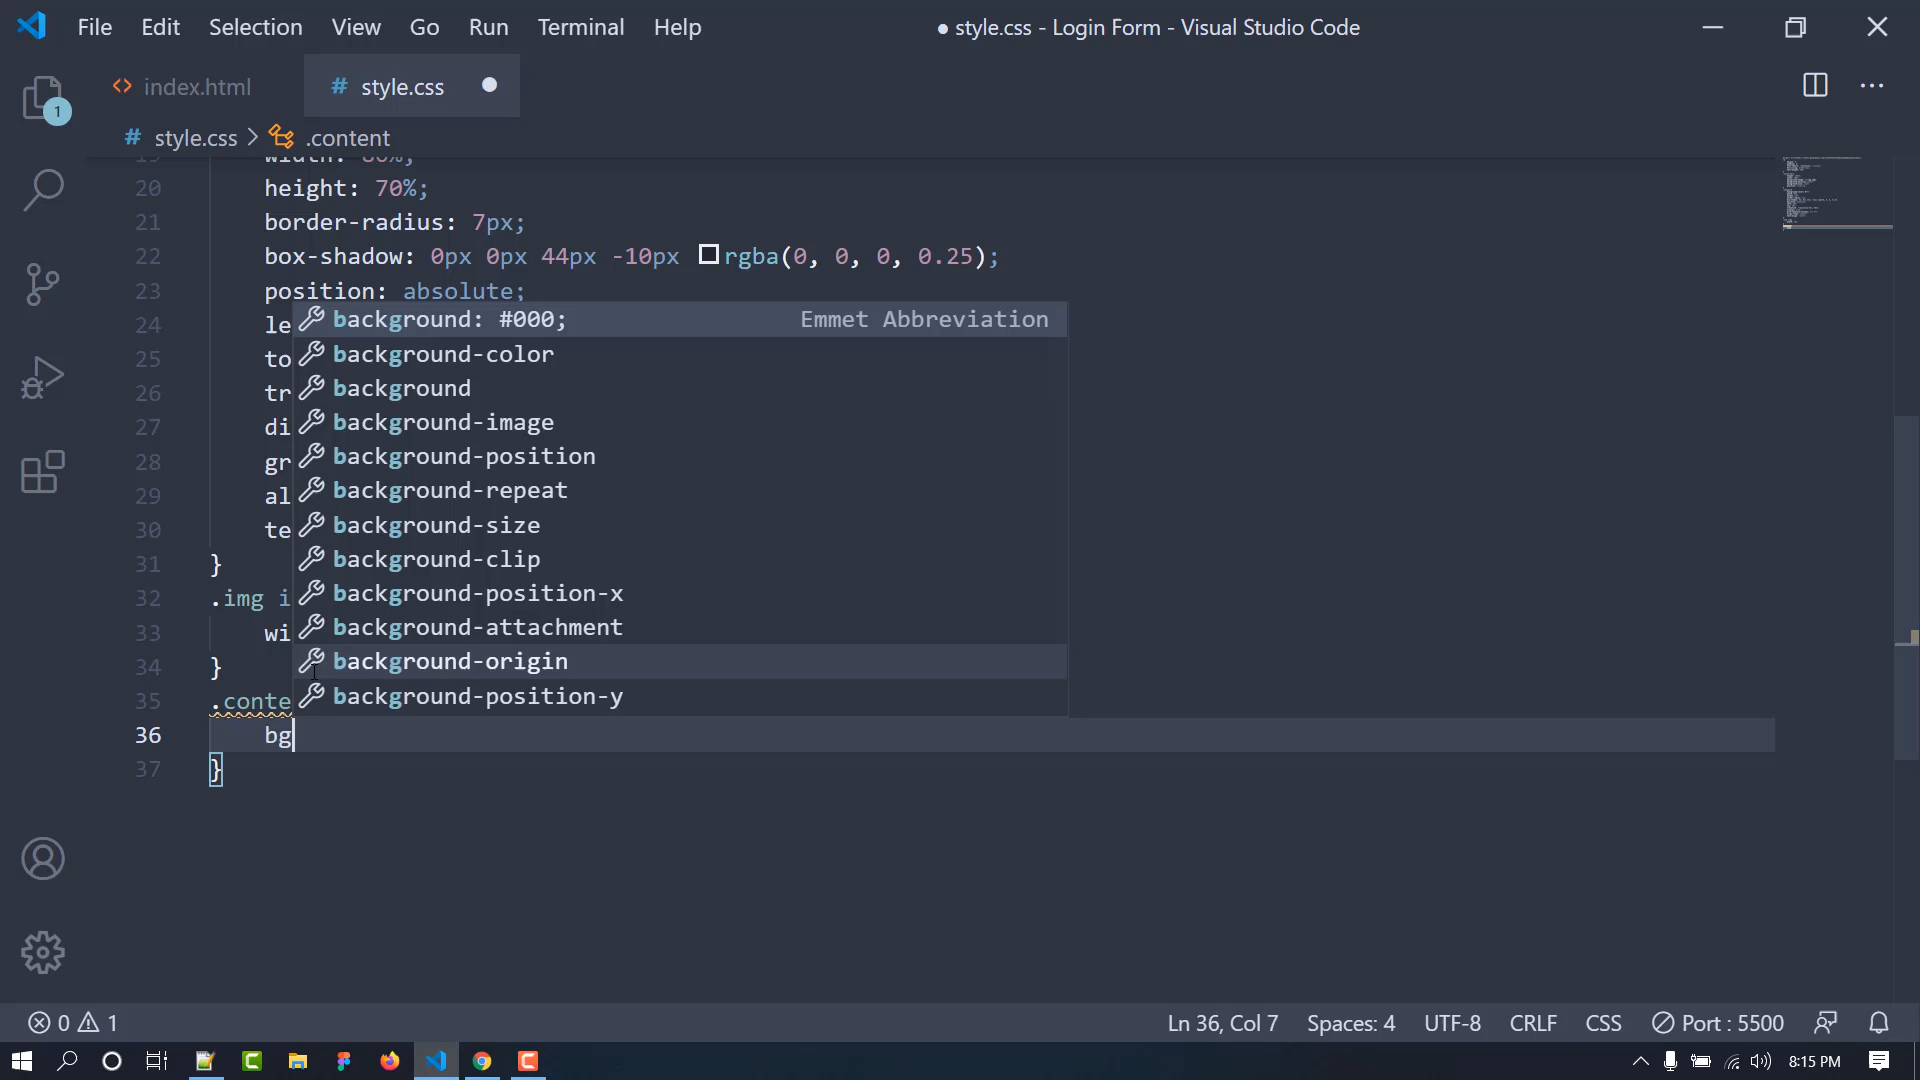 File Edit Selection View Go Run Terminal Help
● style.css - Login Form - Visual Studio Code
1
<> index.html
# style.css
# style.css > .content
20 height: 70%;
21 border-radius: 7px;
22 box-shadow: 0px 0px 44px -10px rgba(0, 0, 0, 0.25);
23 position: absolute;
24 le
background: #000; Emmet Abbreviation
background-color
25 to
background
26 tr
background-image
27 di
background-position
28 gr
background-repeat
29 al
background-size
30 te
background-clip
31 }
background-position-x
32 .img i
background-attachment
33 wi
background-origin
34 }
background-position-y
35 .conte
36 bg
37 }
0 1
Ln 36, Col 7 Spaces: 4 UTF-8 CRLF CSS Port : 5500
8:15 PM